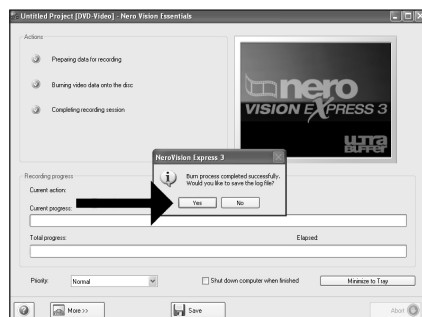 Untitled Project [DVD-Video] - Nero Vision Essentials
Actions
Preparing data for recording
Burning video data onto the disc
Completing recording session
nero
VISION EXPRESS 3
ULTRA
BUFFER
NeroVision Express 3
Burn process completed successfully.
Would you like to save the log file?
Yes No
Recording progress
Current action:
Current progress:
Total progress: Elapsed:
Priority: Normal Shut down computer when finished Minimize to Tray
? More >> Save Abort